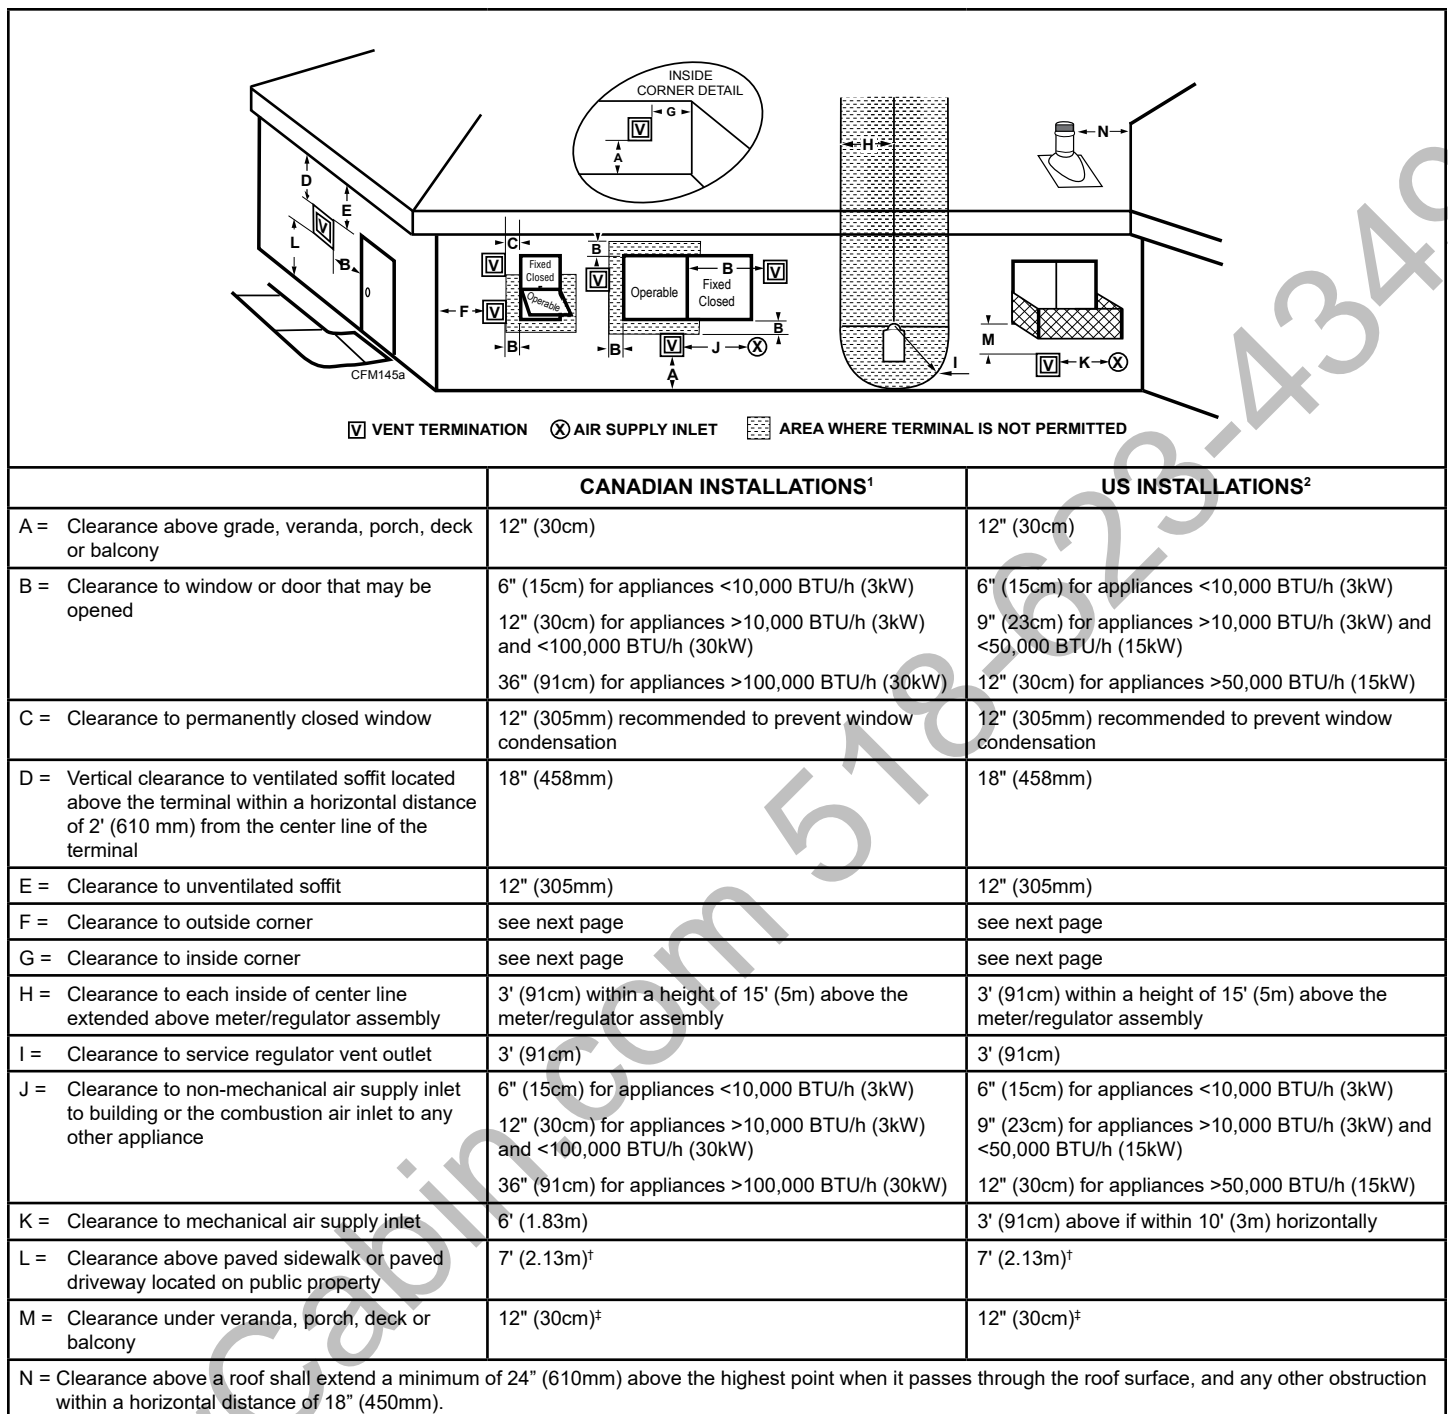 INSIDE
CORNER DETAIL
G
V
A
H
N
D
E
V
L
B
C
V
Fixed
Closed
Operable
F
V
B
B
V
Operable
B
Fixed
Closed
V
B
B
V
J
X
A
I
M
V
K
X
CFM145a
V VENT TERMINATION X AIR SUPPLY INLET AREA WHERE TERMINAL IS NOT PERMITTED
CANADIAN INSTALLATIONS¹ US INSTALLATIONS²
A = Clearance above grade, veranda, porch, deck
or balcony
12" (30cm)
12" (30cm)
B = Clearance to window or door that may be
opened
6" (15cm) for appliances <10,000 BTU/h (3kW)
12" (30cm) for appliances >10,000 BTU/h (3kW)
and <100,000 BTU/h (30kW)
36" (91cm) for appliances >100,000 BTU/h (30kW)
6" (15cm) for appliances <10,000 BTU/h (3kW)
9" (23cm) for appliances >10,000 BTU/h (3kW) and
<50,000 BTU/h (15kW)
12" (30cm) for appliances >50,000 BTU/h (15kW)
C = Clearance to permanently closed window
12" (305mm) recommended to prevent window
condensation
12" (305mm) recommended to prevent window
condensation
D = Vertical clearance to ventilated soffit located
above the terminal within a horizontal distance
of 2' (610 mm) from the center line of the
terminal
18" (458mm)
18" (458mm)
E = Clearance to unventilated soffit
12" (305mm)
12" (305mm)
F = Clearance to outside corner
see next page
see next page
G = Clearance to inside corner
see next page
see next page
H = Clearance to each inside of center line
extended above meter/regulator assembly
3' (91cm) within a height of 15' (5m) above the
meter/regulator assembly
3' (91cm) within a height of 15' (5m) above the
meter/regulator assembly
I = Clearance to service regulator vent outlet
3' (91cm)
3' (91cm)
J = Clearance to non-mechanical air supply inlet
to building or the combustion air inlet to any
other appliance
6" (15cm) for appliances <10,000 BTU/h (3kW)
12" (30cm) for appliances >10,000 BTU/h (3kW)
and <100,000 BTU/h (30kW)
36" (91cm) for appliances >100,000 BTU/h (30kW)
6" (15cm) for appliances <10,000 BTU/h (3kW)
9" (23cm) for appliances >10,000 BTU/h (3kW) and
<50,000 BTU/h (15kW)
12" (30cm) for appliances >50,000 BTU/h (15kW)
K = Clearance to mechanical air supply inlet
6' (1.83m)
3' (91cm) above if within 10' (3m) horizontally
L = Clearance above paved sidewalk or paved
driveway located on public property
7' (2.13m)†
7' (2.13m)†
M = Clearance under veranda, porch, deck or
balcony
12" (30cm)‡
12" (30cm)‡
N = Clearance above a roof shall extend a minimum of 24” (610mm) above the highest point when it passes through the roof surface, and any other obstruction
within a horizontal distance of 18” (450mm).
Cabin.com 518-623-434